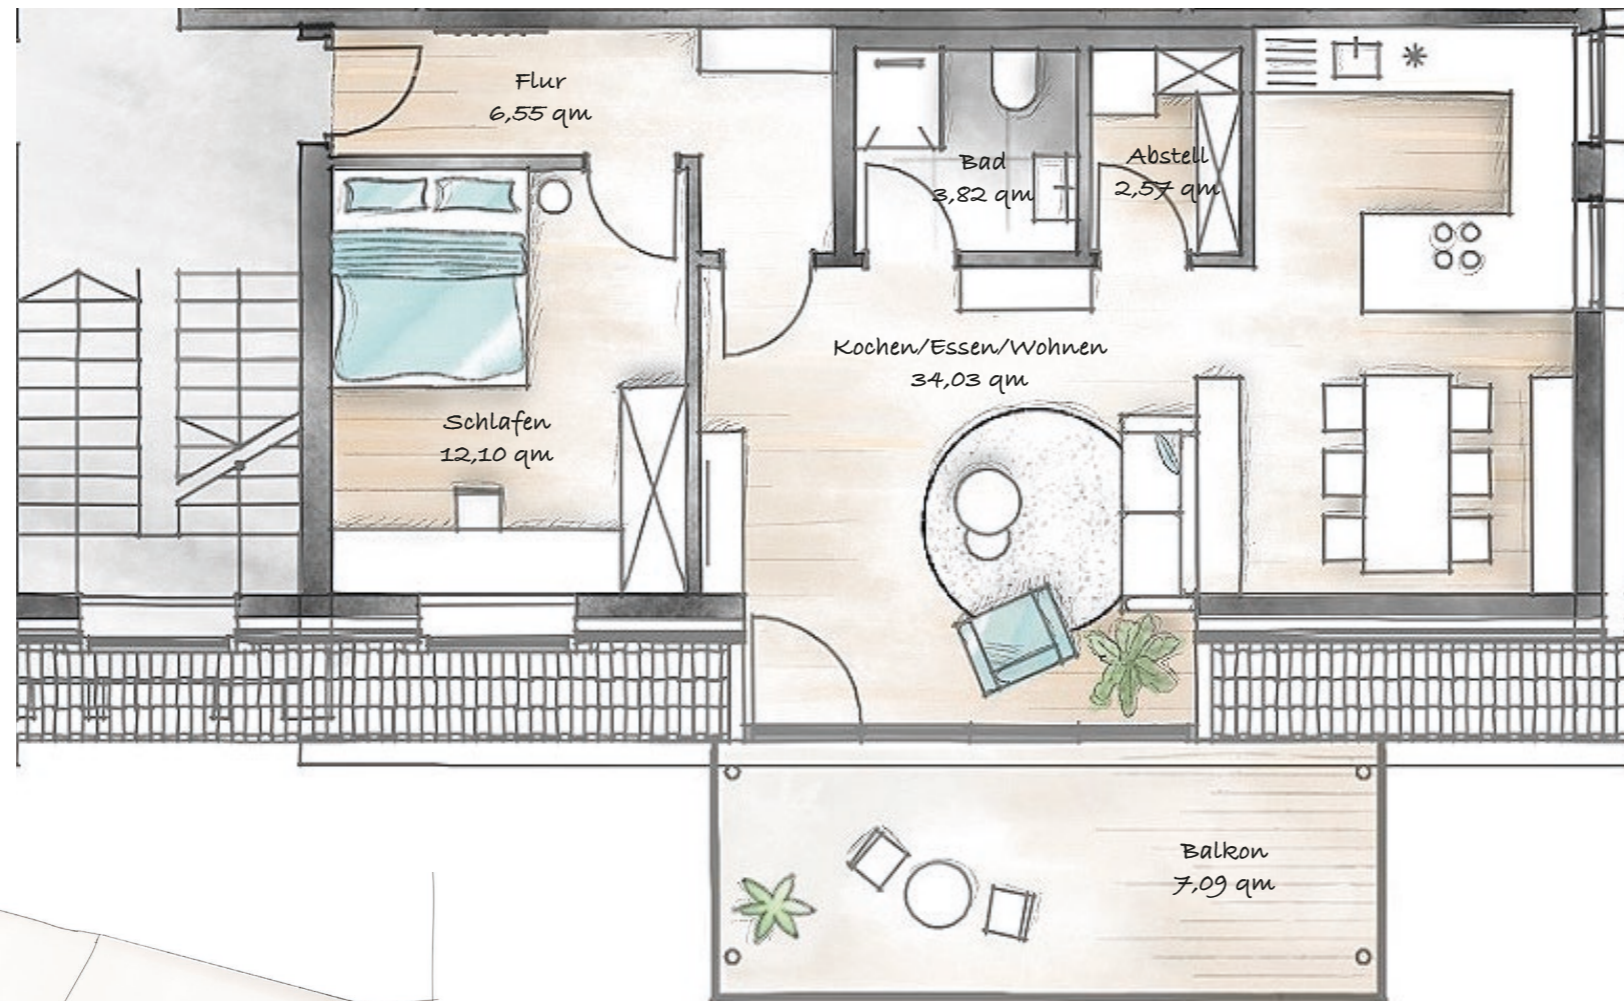 Flur
6,55 qm
Bad
3,82 qm
Abstell
2,57 qm
Kochen/Essen/Wohnen
34,03 qm
Schlafen
12,10 qm
Balkon
7,09 qm